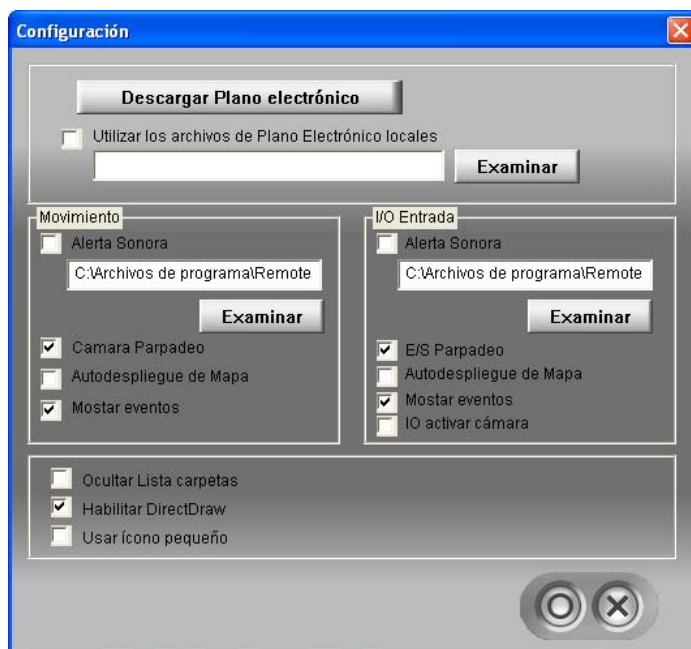 Configuración
Descargar Plano electrónico
Utilizar los archivos de Plano Electrónico locales
Examinar
Movimiento
Alerta Sonora
C:\Archivos de programa\Remote
Examinar
Camara Parpadeo
Autodespliegue de Mapa
Mostar eventos
I/O Entrada
Alerta Sonora
C:\Archivos de programa\Remote
Examinar
E/S Parpadeo
Autodespliegue de Mapa
Mostar eventos
IO activar cámara
Ocultar Lista carpetas
Habilitar DirectDraw
Usar ícono pequeño